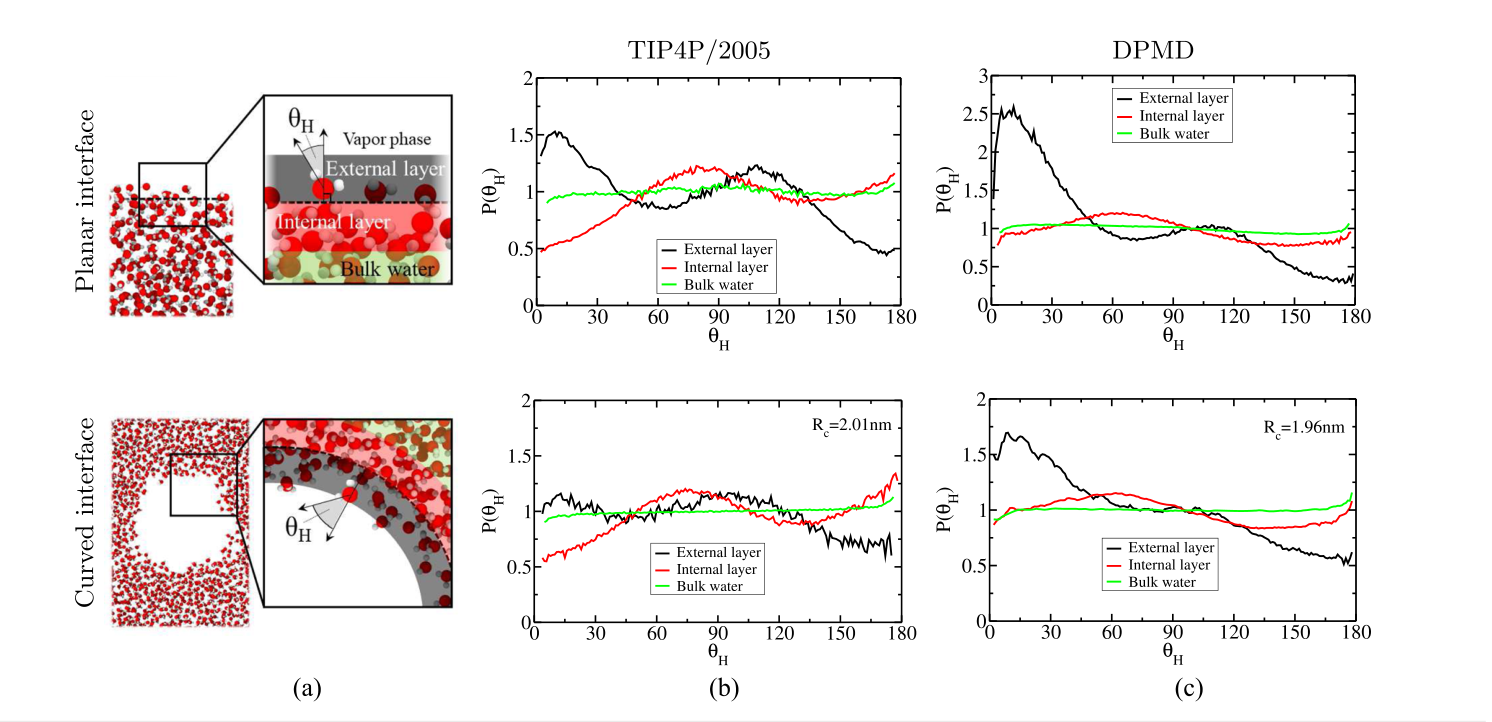 TIP4P/2005
DPMD
Planar interface
θH
Vapor phase
External layer
Internal layer
Bulk water
P(θH)
2
1.5
1
0.5
0
External layer
Internal layer
Bulk water
0 30 60 90 120 150 180
θH
P(θH)
3
2.5
2
1.5
1
0.5
0
External layer
Internal layer
Bulk water
0 30 60 90 120 150 180
θH
Curved interface
θH
P(θH)
2
1.5
1
0.5
0
Rc=2.01nm
External layer
Internal layer
Bulk water
0 30 60 90 120 150 180
θH
P(θH)
2
1.5
1
0.5
0
Rc=1.96nm
External layer
Internal layer
Bulk water
0 30 60 90 120 150 180
θH
(a)
(b)
(c)